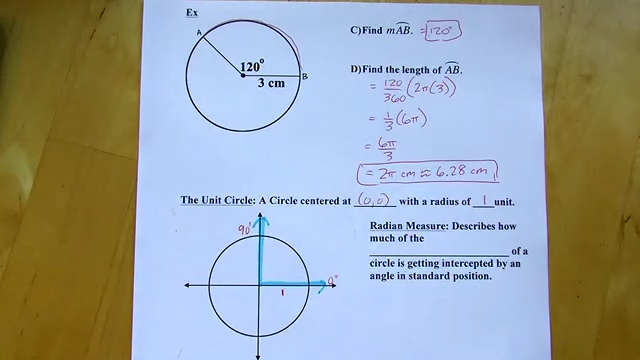 Ex
A
120°
B
3 cm
C) Find mAB. = 120°
D) Find the length of AB.
= 120/360 (2π(3))
= 1/3 (6π)
= 6π/3
= 2π cm ≈ 6.28 cm
The Unit Circle: A Circle centered at (0,0) with a radius of 1 unit.
90°
0°
1
Radian Measure: Describes how
much of the
of a
circle is getting intercepted by an
angle in standard position.